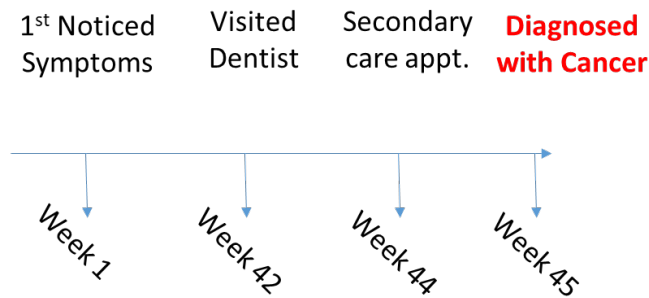 1st Noticed
Symptoms
Visited
Dentist
Secondary
care appt.
Diagnosed
with Cancer
Week 1
Week 42
Week 44
Week 45